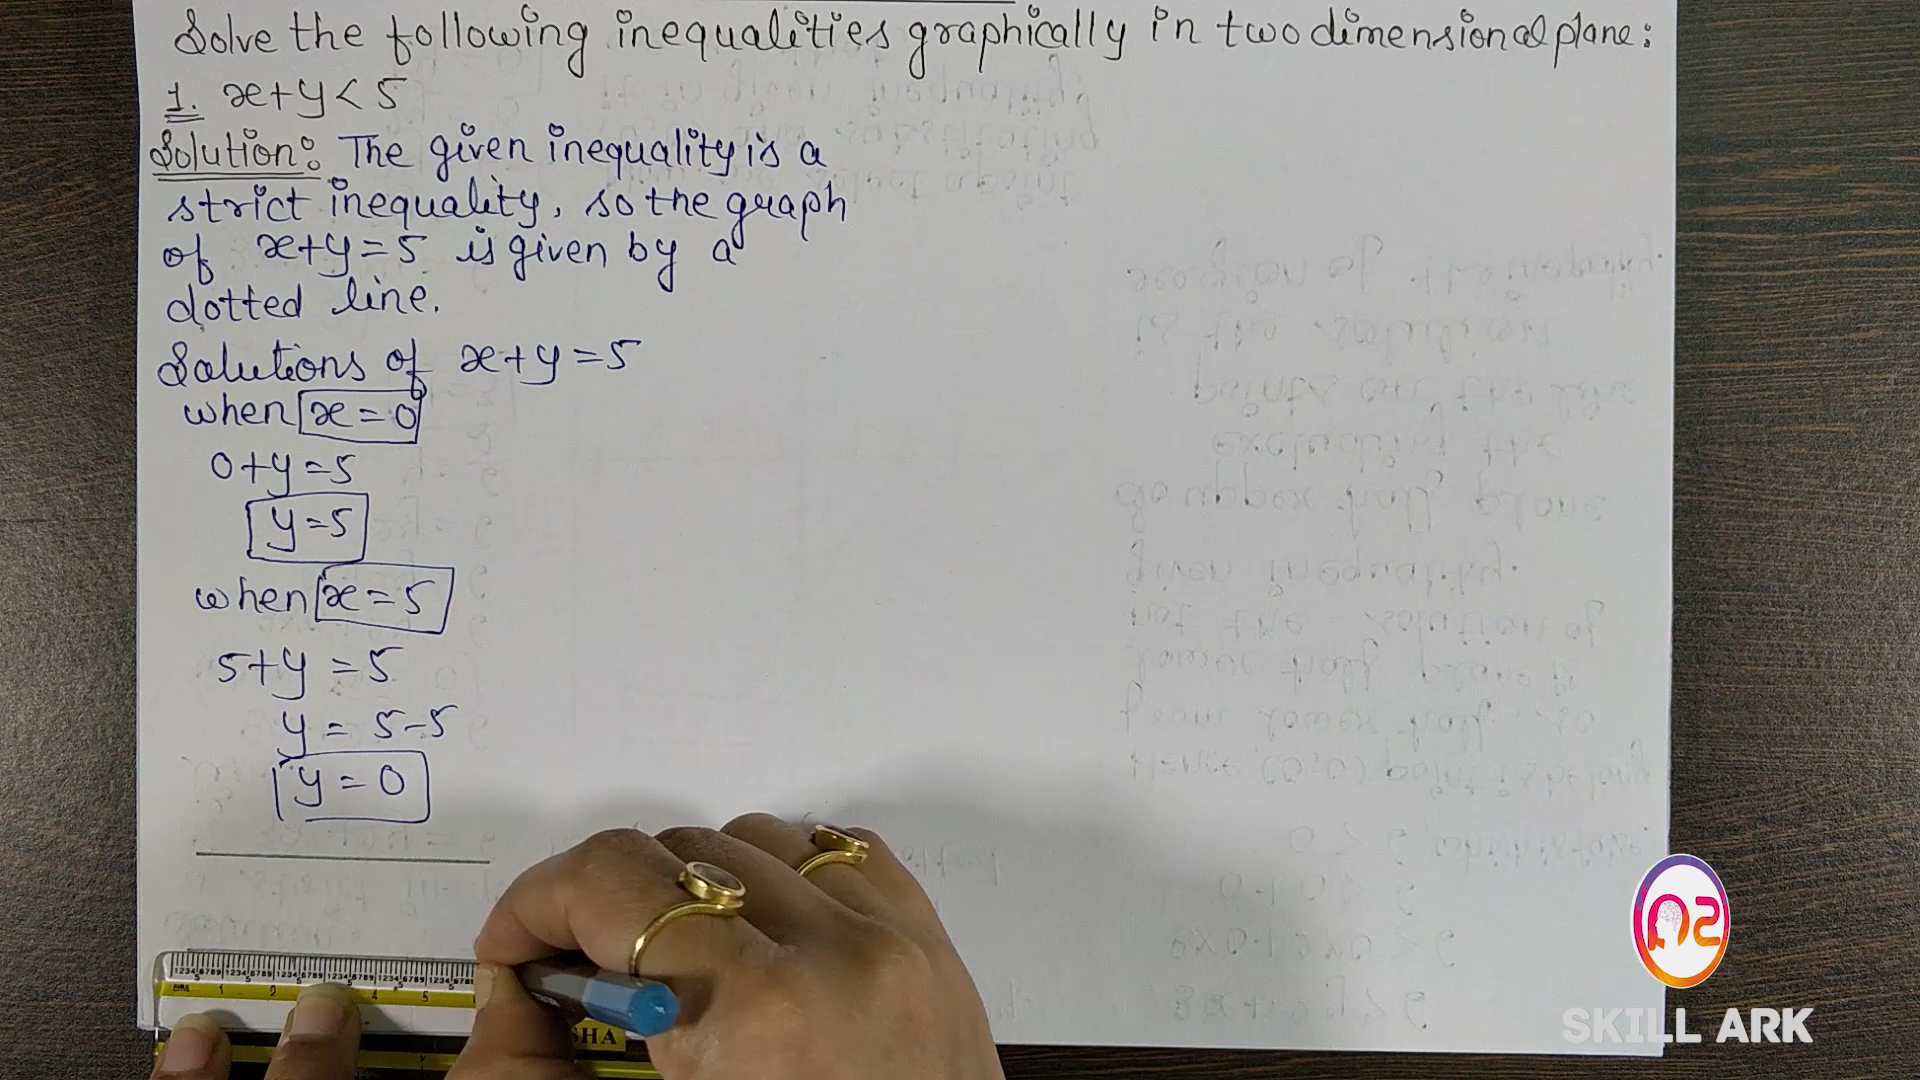 Solve the following inequalities graphically in two dimensional plane:
1. x+y<5
Solution: The given inequality is a
strict inequality, so the graph
of x+y=5 is given by a
dotted line.
Solutions of x+y=5
when x=0
0+y=5
y=5
when x=5
5+y=5
y=5-5
y=0
SKILL ARK